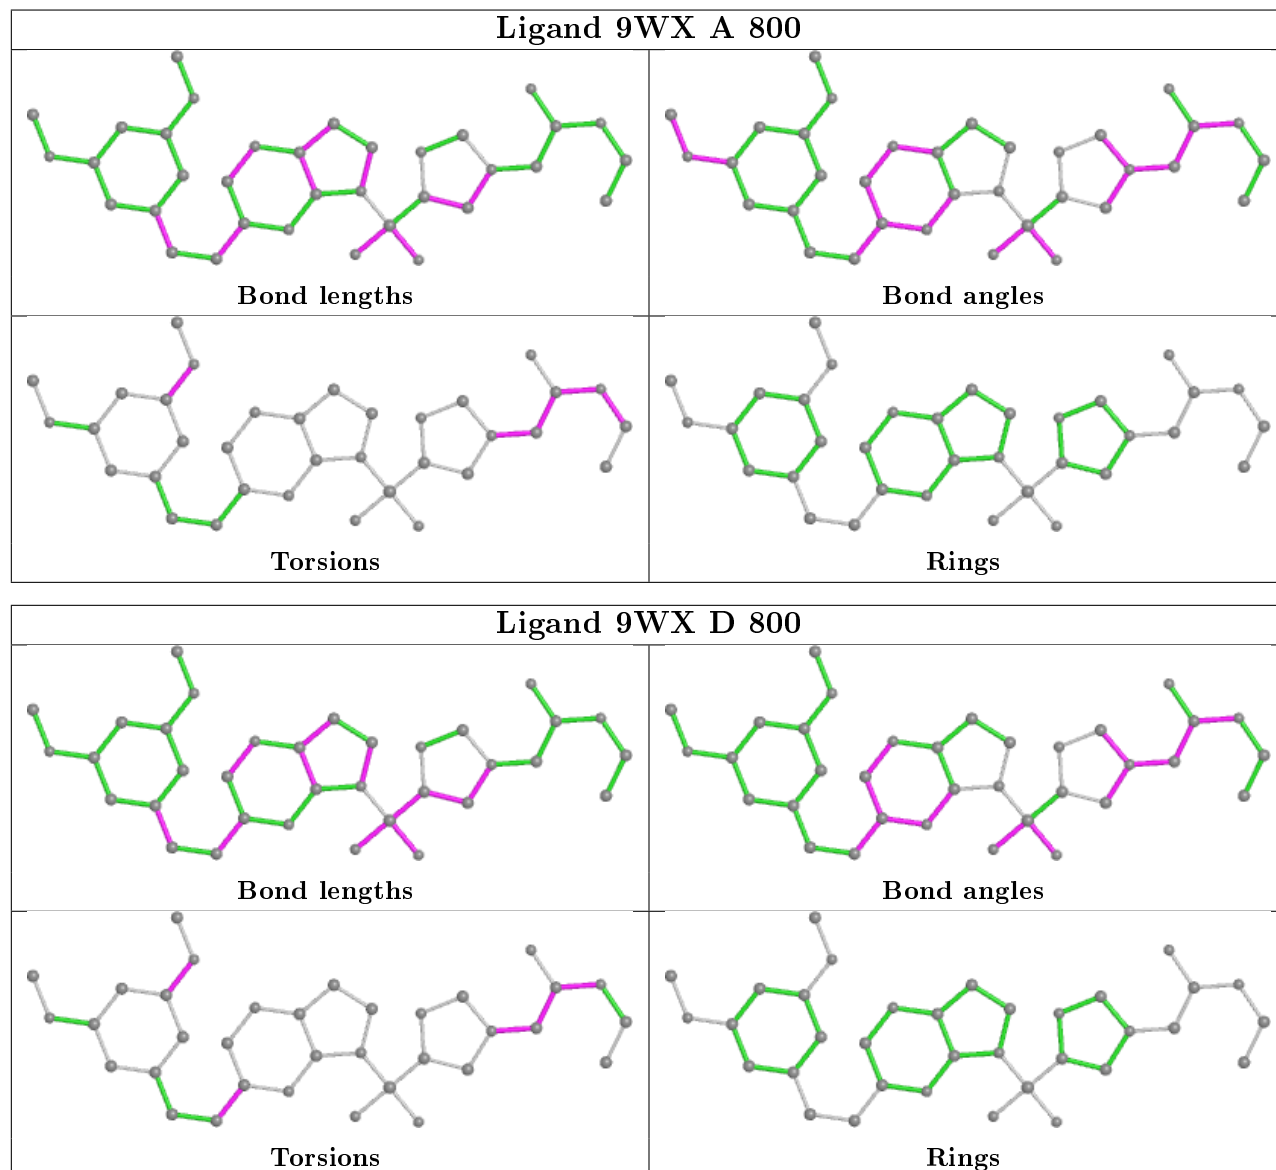 Ligand 9WX A 800
Bond lengths
Bond angles
Torsions
Rings
Ligand 9WX D 800
Bond lengths
Bond angles
Torsions
Rings